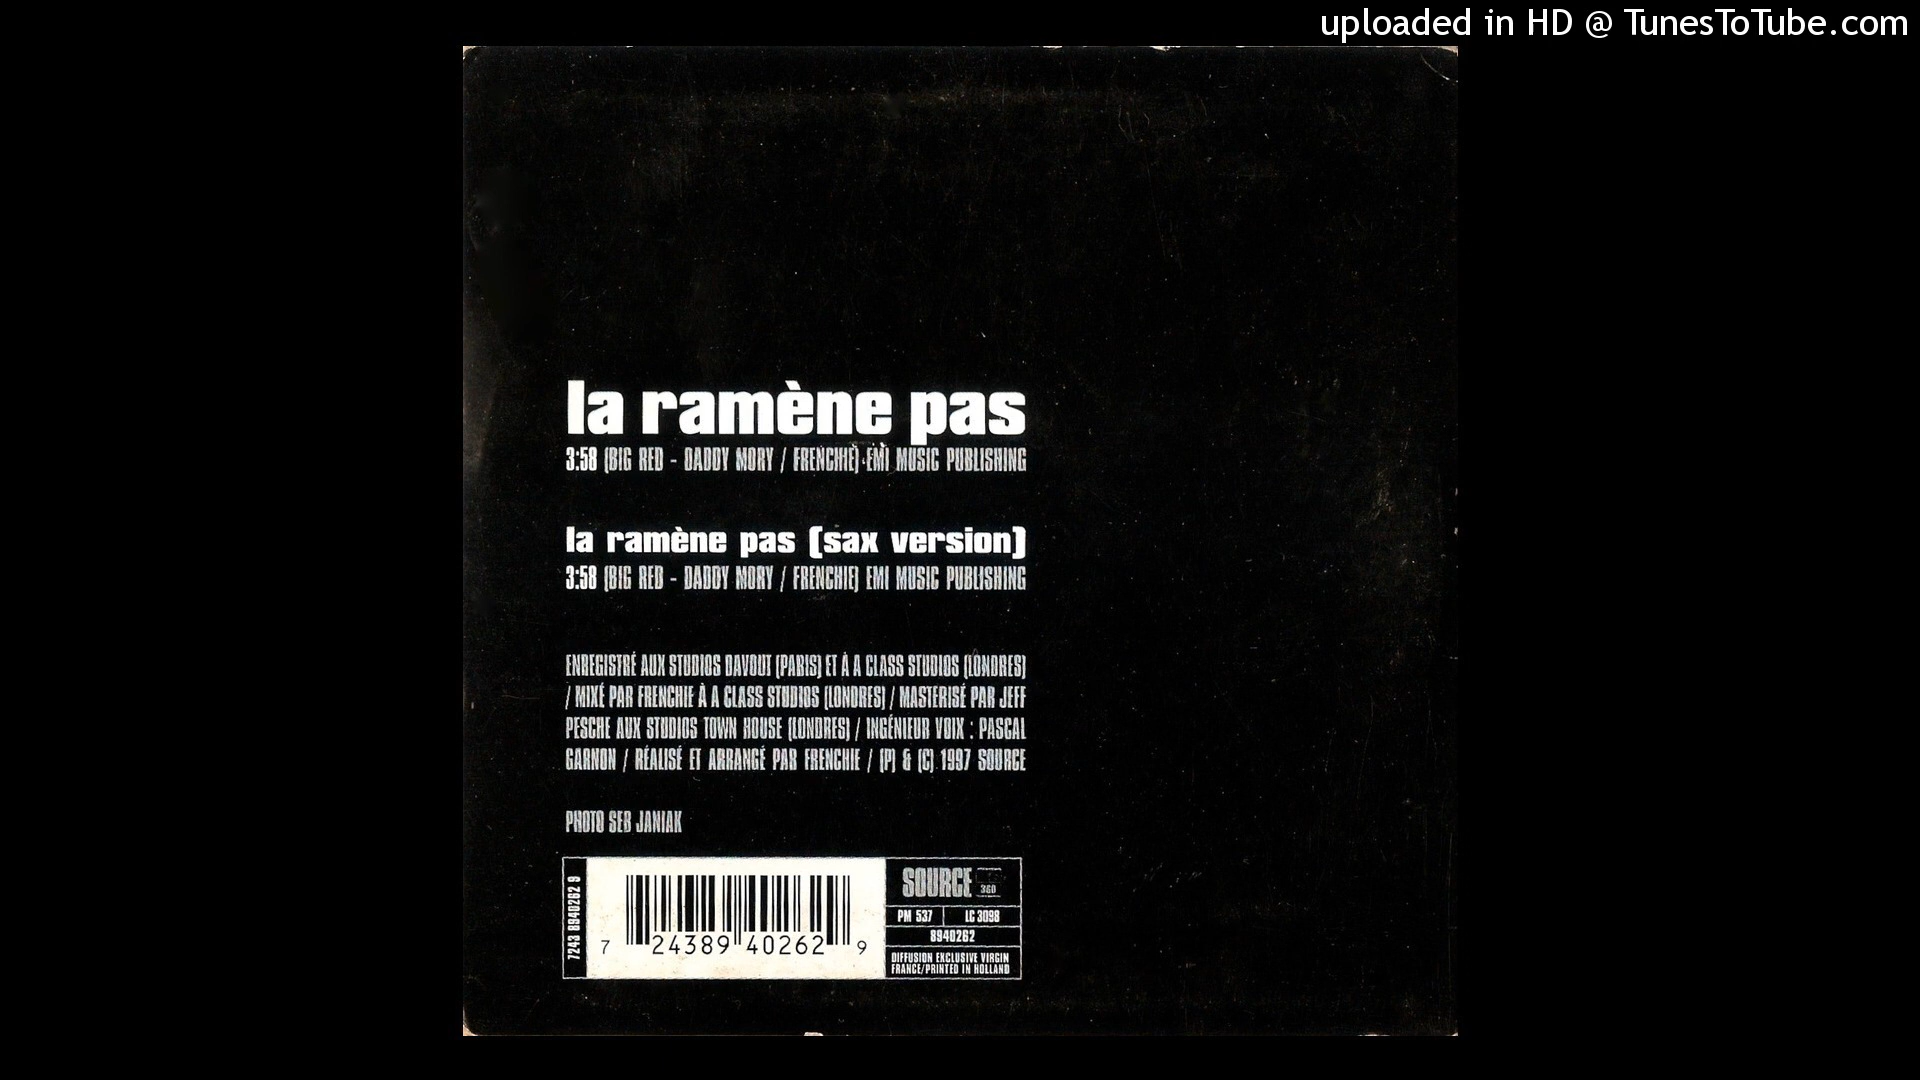 uploaded in HD @ TunesToTube.com
la ramène pas
3:58 (BIG RED - DADDY MORY / FRENCHIE) EMI MUSIC PUBLISHING
la ramène pas (sax version)
3:58 (BIG RED - DADDY MORY / FRENCHIE) EMI MUSIC PUBLISHING
ENREGISTRÉ AUX STUDIOS DAVOUT (PARIS) ET À A CLASS STUDIOS (LONDRES)
/ MIXÉ PAR FRENCHIE À A CLASS STUDIOS (LONDRES) / MASTERISÉ PAR JEFF
PESCHE AUX STUDIOS TOWN HOUSE (LONDRES) / INGÉNIEUR VOIX : PASCAL
GARNON / RÉALISÉ ET ARRANGÉ PAR FRENCHIE / (P) & (C) 1997 SOURCE
PHOTO SEB JANIAK
7243 8940262 9
7 24389 40262 9
SOURCE
360
PM 537 LC 3098
8940262
DIFFUSION EXCLUSIVE VIRGIN
FRANCE/PRINTED IN HOLLAND